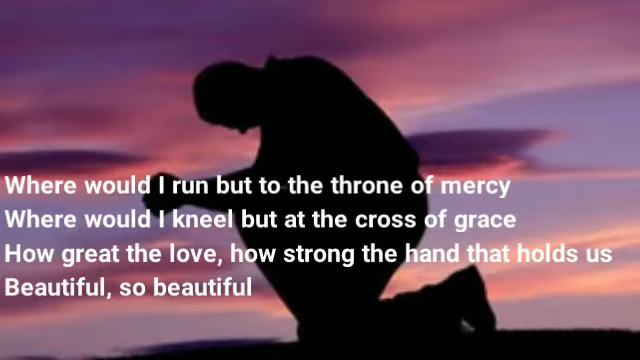 Where would I run but to the throne of mercy
Where would I kneel but at the cross of grace
How great the love, how strong the hand that holds us
Beautiful, so beautiful